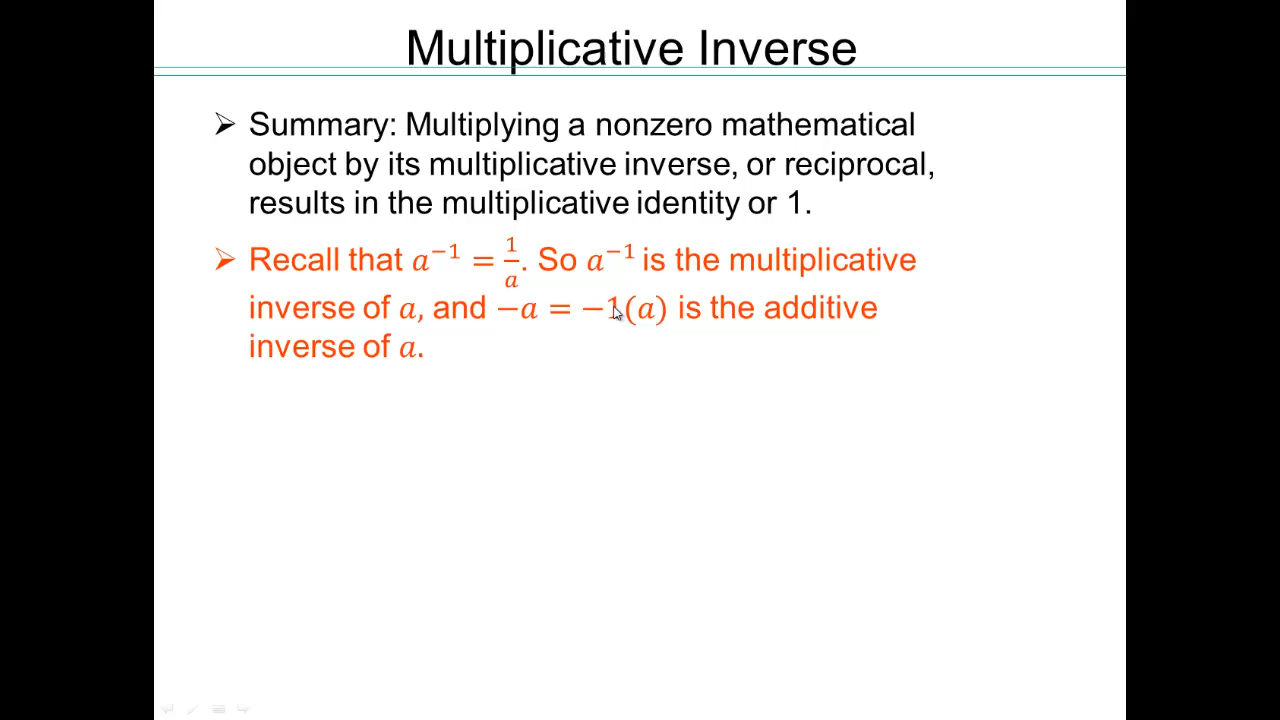 Multiplicative Inverse
➢ Summary: Multiplying a nonzero mathematical
object by its multiplicative inverse, or reciprocal,
results in the multiplicative identity or 1.
➢ Recall that 𝑎⁻¹ = 1/𝑎. So 𝑎⁻¹ is the multiplicative
inverse of 𝑎, and −𝑎 = −1(𝑎) is the additive
inverse of 𝑎.